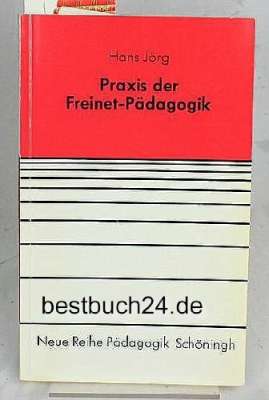 Hans Jörg
Praxis der
Freinet-Pädagogik
bestbuch24.de
Neue Reihe Pädagogik Schöningh